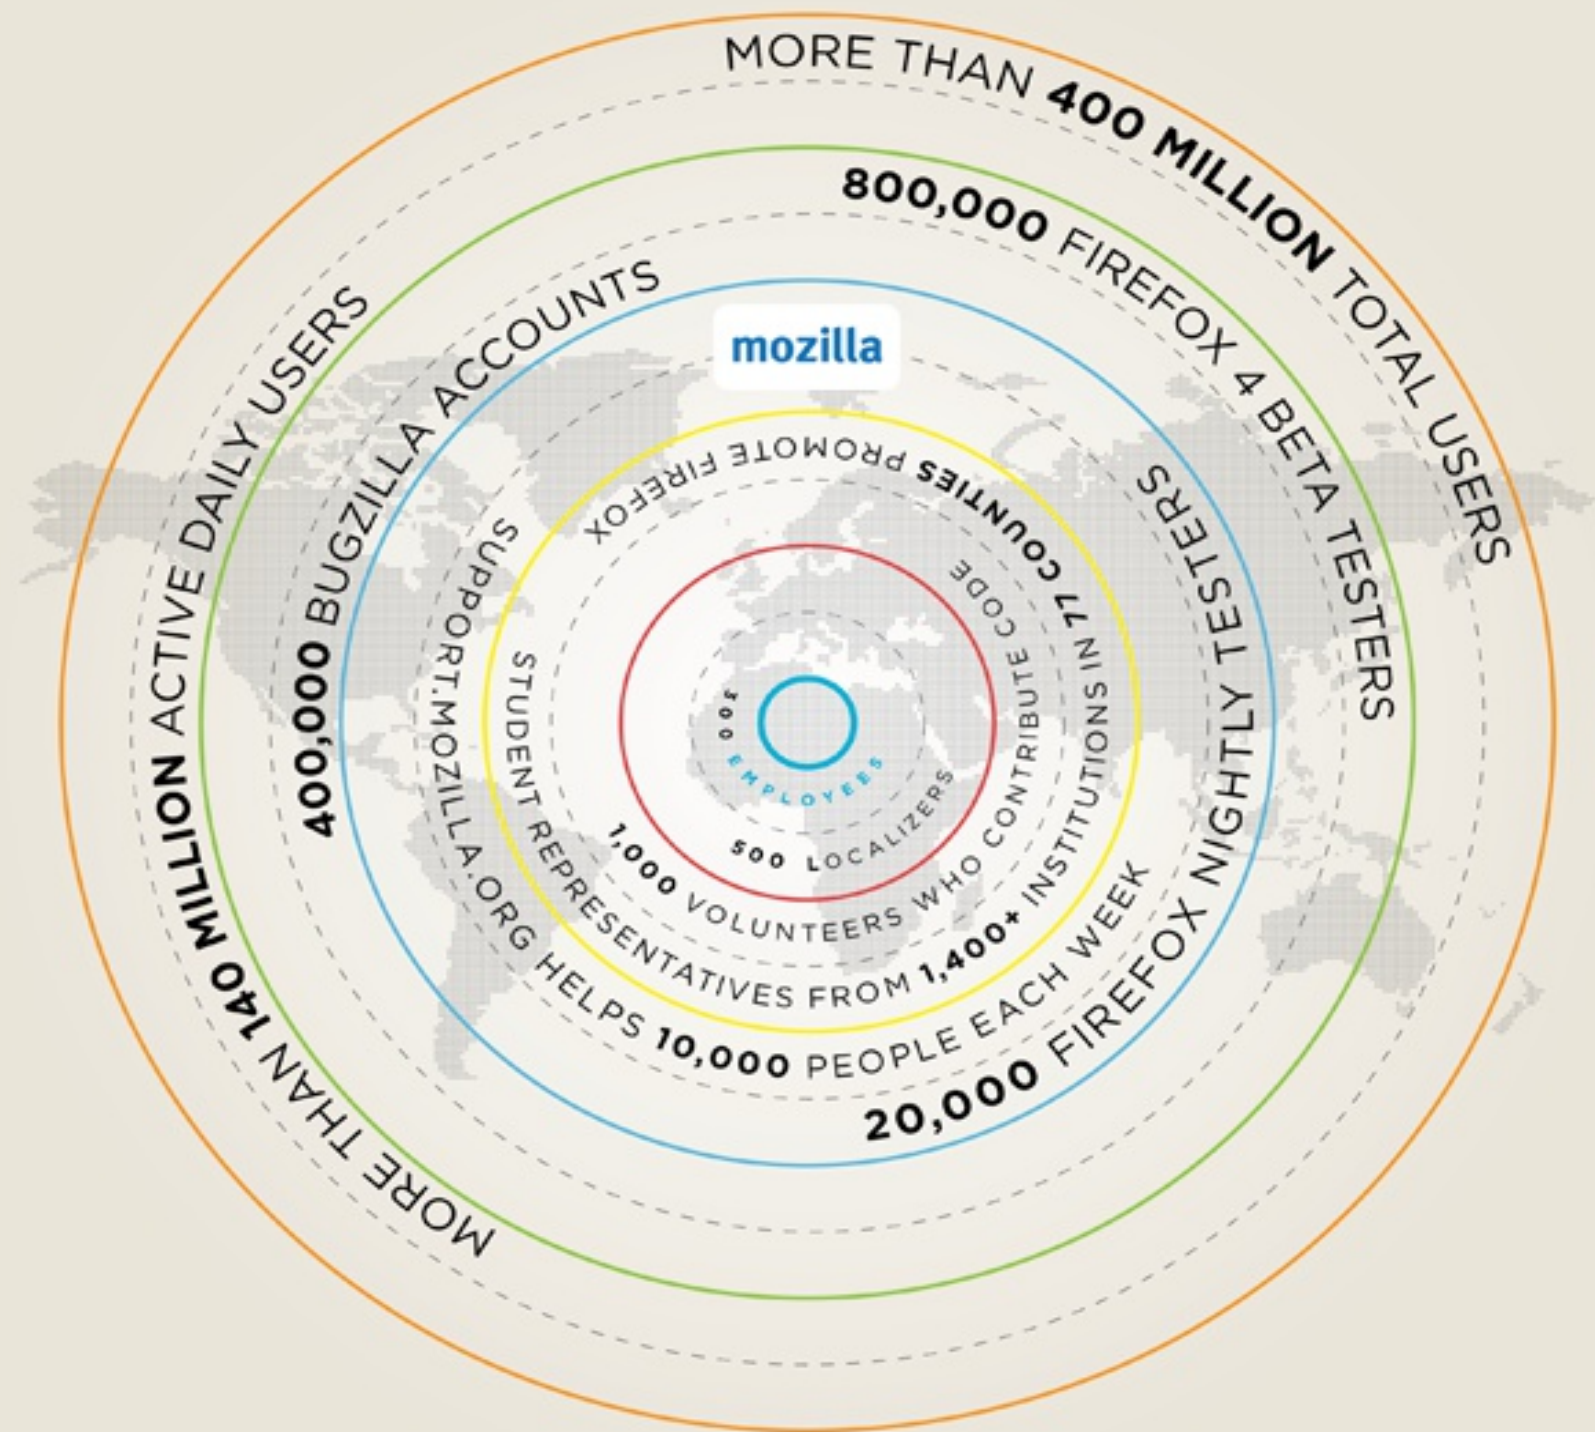 MORE THAN 400 MILLION TOTAL USERS
MORE THAN 140 MILLION ACTIVE DAILY USERS
800,000 FIREFOX 4 BETA TESTERS
400,000 BUGZILLA ACCOUNTS
mozilla
20,000 FIREFOX NIGHTLY TESTERS
SUPPORT.MOZILLA.ORG HELPS 10,000 PEOPLE EACH WEEK
STUDENT REPRESENTATIVES FROM 1,400+ INSTITUTIONS IN 77 COUNTIES PROMOTE FIREFOX
1,000 VOLUNTEERS WHO CONTRIBUTE CODE
500 LOCALIZERS
300 EMPLOYEES